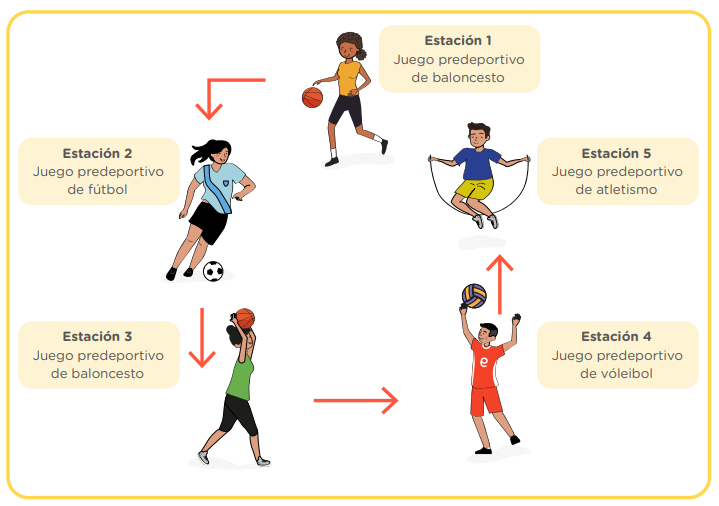 Estación 1
Juego predeportivo
de baloncesto
Estación 2
Juego predeportivo
de fútbol
Estación 5
Juego predeportivo
de atletismo
Estación 3
Juego predeportivo
de baloncesto
Estación 4
Juego predeportivo
de vóleibol
e